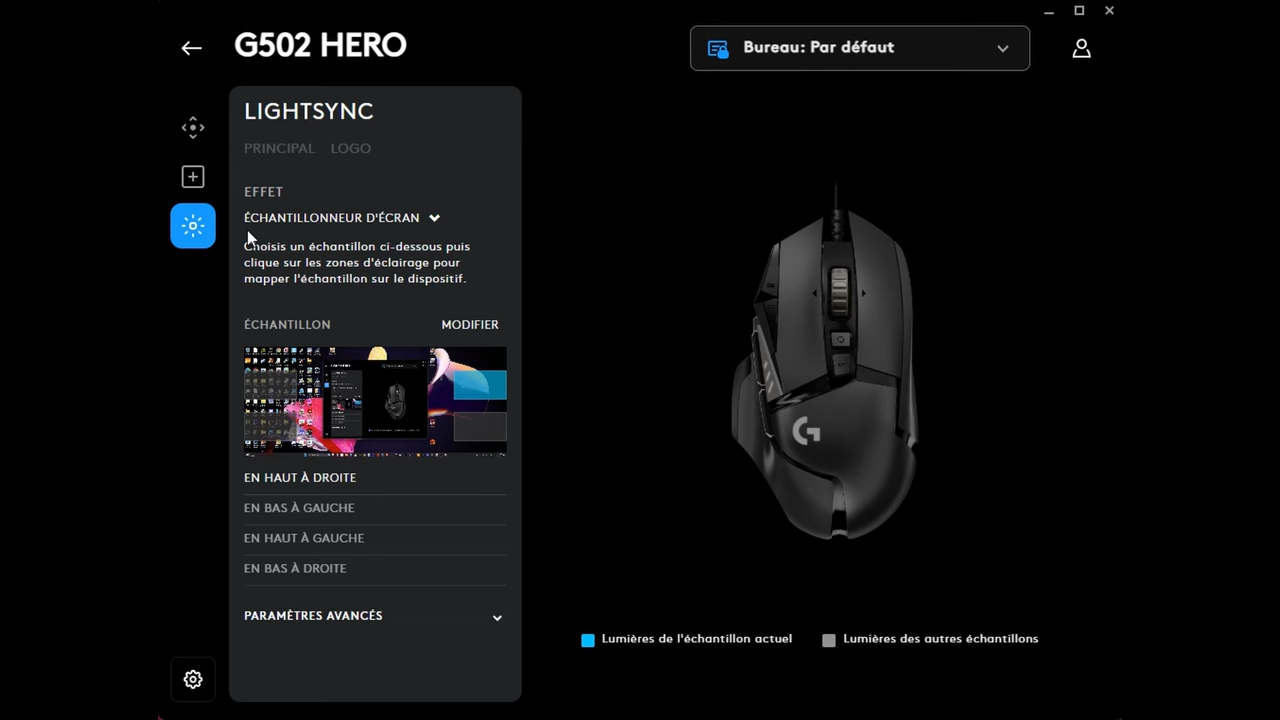 G502 HERO
Bureau: Par défaut
LIGHTSYNC
PRINCIPAL LOGO
EFFET
ÉCHANTILLONNEUR D'ÉCRAN
Choisis un échantillon ci-dessous puis
clique sur les zones d'éclairage pour
mapper l'échantillon sur le dispositif.
ÉCHANTILLON MODIFIER
EN HAUT À DROITE
EN BAS À GAUCHE
EN HAUT À GAUCHE
EN BAS À DROITE
PARAMÈTRES AVANCÉS
Lumières de l'échantillon actuel
Lumières des autres échantillons